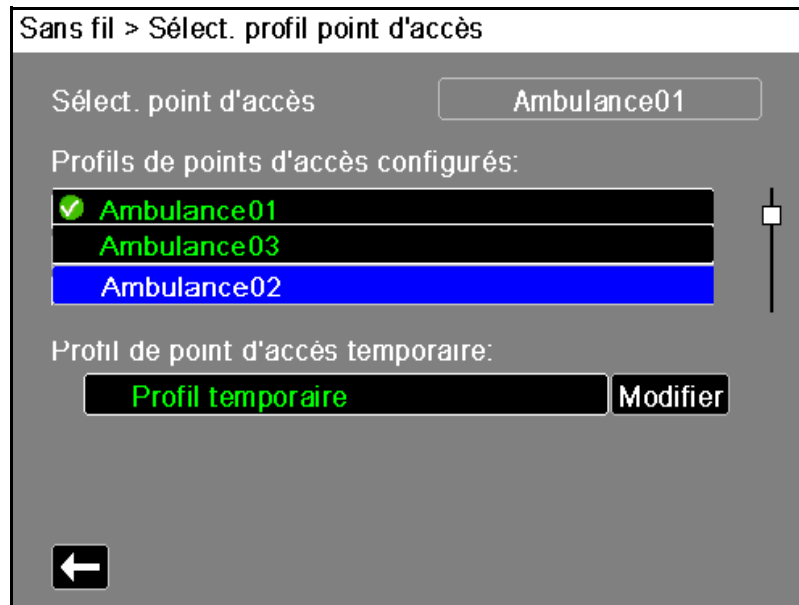 Sans fil > Sélect. profil point d'accès
Sélect. point d'accès Ambulance01
Profils de points d'accès configurés:
Ambulance01
Ambulance03
Ambulance02
Profil de point d'accès temporaire:
Profil temporaire Modifier